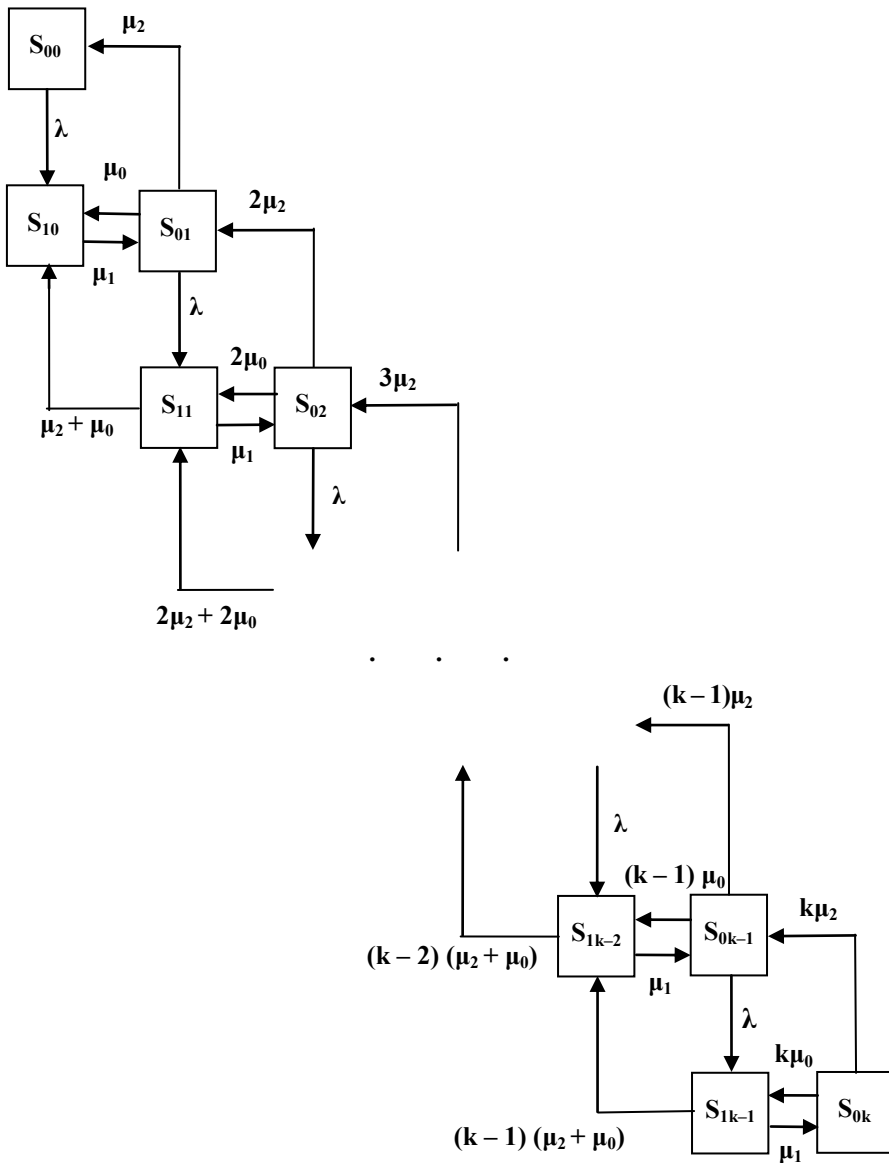 μ₂
S₀₀
λ
μ₀
2μ₂
S₁₀
S₀₁
μ₁
λ
2μ₀
3μ₂
S₁₁
S₀₂
μ₂ + μ₀
μ₁
λ
2μ₂ + 2μ₀
. . .
(k – 1)μ₂
λ
(k – 1) μ₀
kμ₂
S₁ₖ₋₂
S₀ₖ₋₁
(k – 2) (μ₂ + μ₀)
μ₁
λ
kμ₀
S₁ₖ₋₁
S₀ₖ
(k – 1) (μ₂ + μ₀)
μ₁